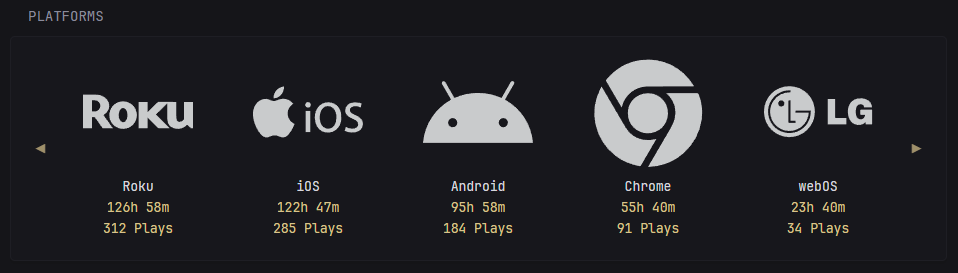 PLATFORMS
Roku iOS LG
Roku iOS Android Chrome webOS
126h 58m 122h 47m 95h 58m 55h 40m 23h 40m
312 Plays 285 Plays 184 Plays 91 Plays 34 Plays